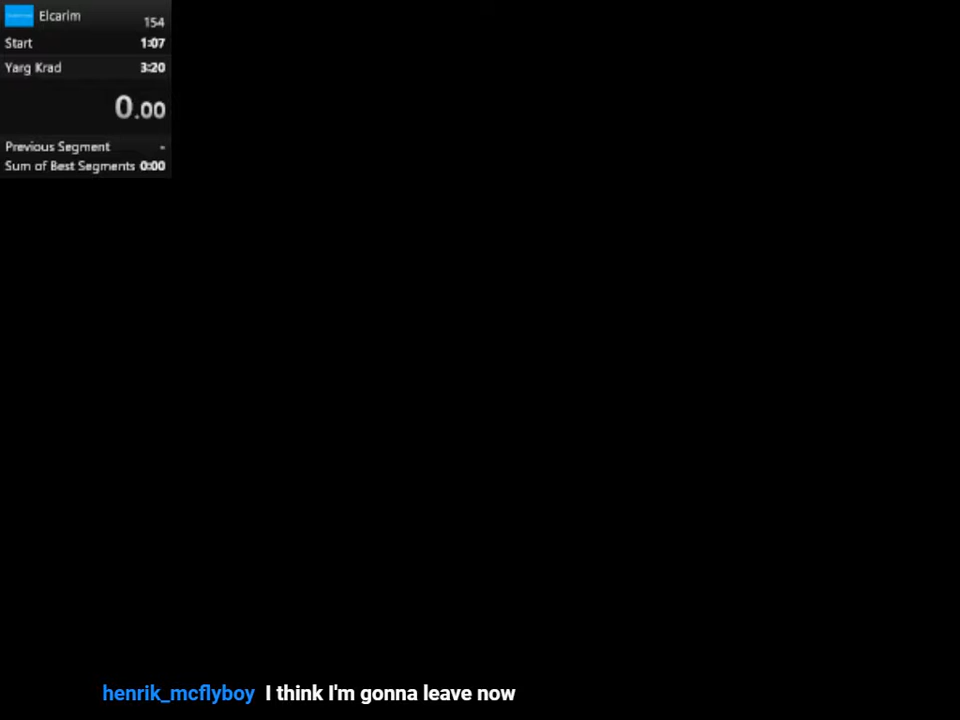 Elcarim
154
Start 1:07
Yarg Krad 3:20
0.00
Previous Segment -
Sum of Best Segments 0:00
henrik_mcflyboy I think I'm gonna leave now